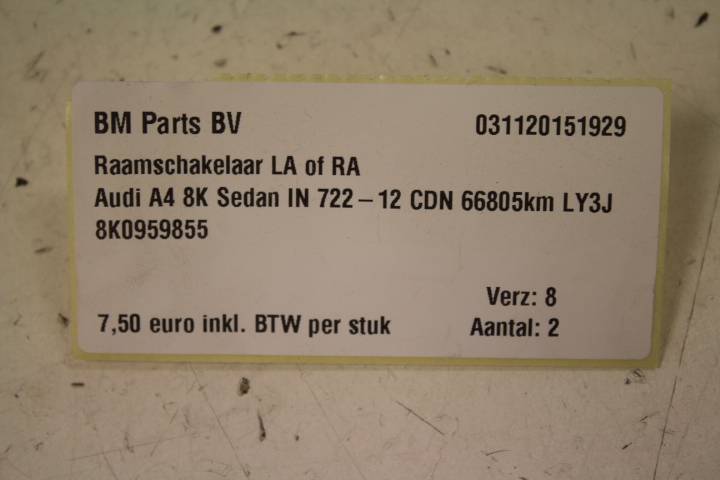 BM Parts BV 031120151929
Raamschakelaar LA of RA
Audi A4 8K Sedan IN 722 – 12 CDN 66805km LY3J
8K0959855
Verz: 8
7,50 euro inkl. BTW per stuk Aantal: 2